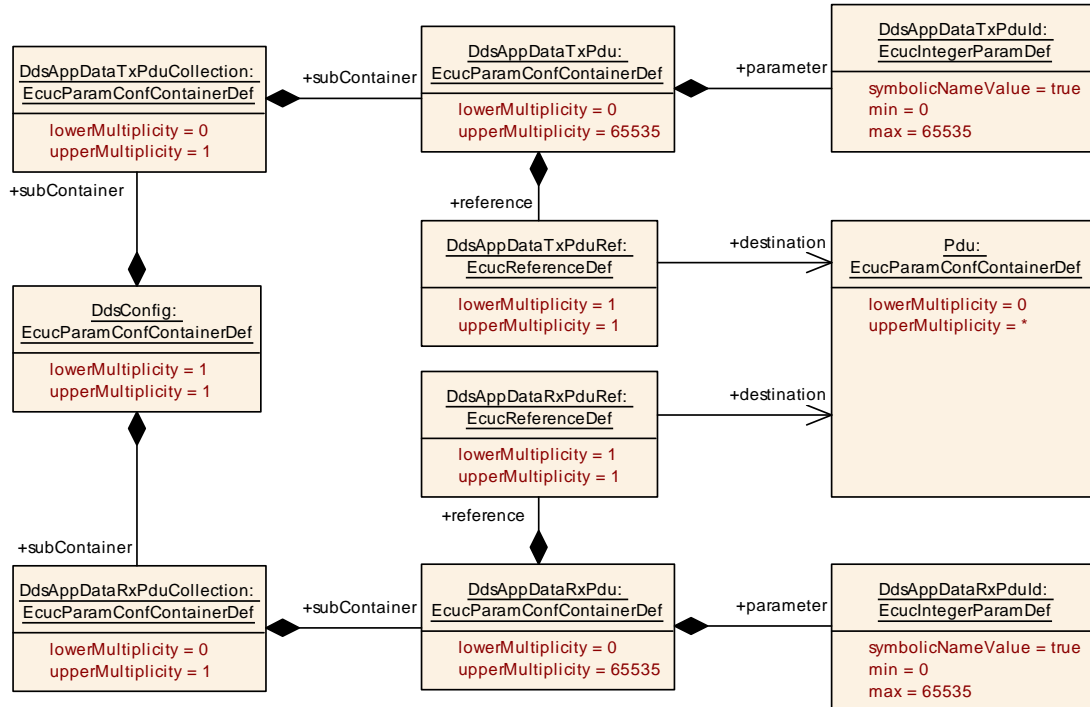 DdsAppDataTxPduCollection:
EcucParamConfContainerDef
lowerMultiplicity = 0
upperMultiplicity = 1
+subContainer
DdsAppDataTxPdu:
EcucParamConfContainerDef
lowerMultiplicity = 0
upperMultiplicity = 65535
+parameter
DdsAppDataTxPduId:
EcucIntegerParamDef
symbolicNameValue = true
min = 0
max = 65535
+subContainer
+reference
DdsAppDataTxPduRef:
EcucReferenceDef
lowerMultiplicity = 1
upperMultiplicity = 1
+destination
Pdu:
EcucParamConfContainerDef
lowerMultiplicity = 0
upperMultiplicity = *
DdsConfig:
EcucParamConfContainerDef
lowerMultiplicity = 1
upperMultiplicity = 1
DdsAppDataRxPduRef:
EcucReferenceDef
lowerMultiplicity = 1
upperMultiplicity = 1
+destination
+reference
+subContainer
DdsAppDataRxPduCollection:
EcucParamConfContainerDef
lowerMultiplicity = 0
upperMultiplicity = 1
+subContainer
DdsAppDataRxPdu:
EcucParamConfContainerDef
lowerMultiplicity = 0
upperMultiplicity = 65535
+parameter
DdsAppDataRxPduId:
EcucIntegerParamDef
symbolicNameValue = true
min = 0
max = 65535